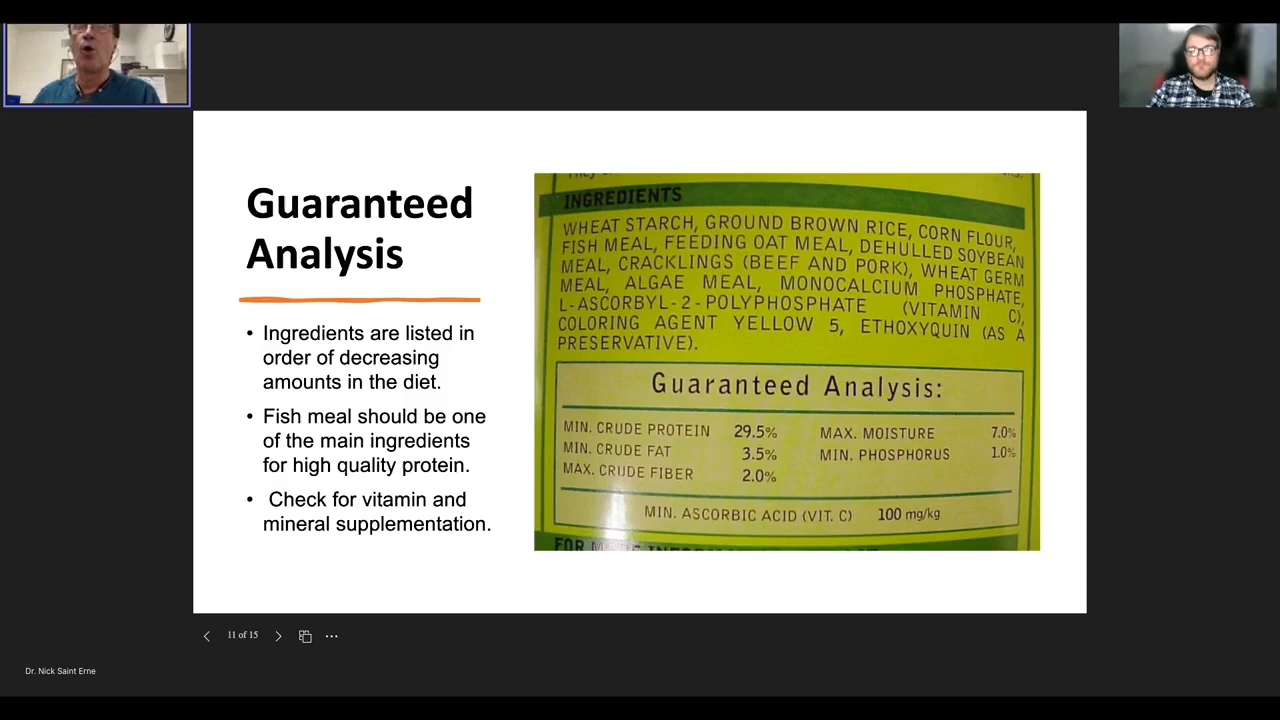 Guaranteed
Analysis
• Ingredients are listed in
order of decreasing
amounts in the diet.
• Fish meal should be one
of the main ingredients
for high quality protein.
• Check for vitamin and
mineral supplementation.
INGREDIENTS
WHEAT STARCH, GROUND BROWN RICE, CORN FLOUR,
FISH MEAL, FEEDING OAT MEAL, DEHULLED SOYBEAN
MEAL, CRACKLINGS (BEEF AND PORK), WHEAT GERM
MEAL, ALGAE MEAL, MONOCALCIUM PHOSPHATE,
L-ASCORBYL-2-POLYPHOSPHATE (VITAMIN C),
COLORING AGENT YELLOW 5, ETHOXYQUIN (AS A
PRESERVATIVE).
Guaranteed Analysis:
MIN. CRUDE PROTEIN 29.5% MAX. MOISTURE 7.0%
MIN. CRUDE FAT 3.5% MIN. PHOSPHORUS 1.0%
MAX. CRUDE FIBER 2.0%
MIN. ASCORBIC ACID (VIT. C) 100 mg/kg
11 of 15
Dr. Nick Saint Erne